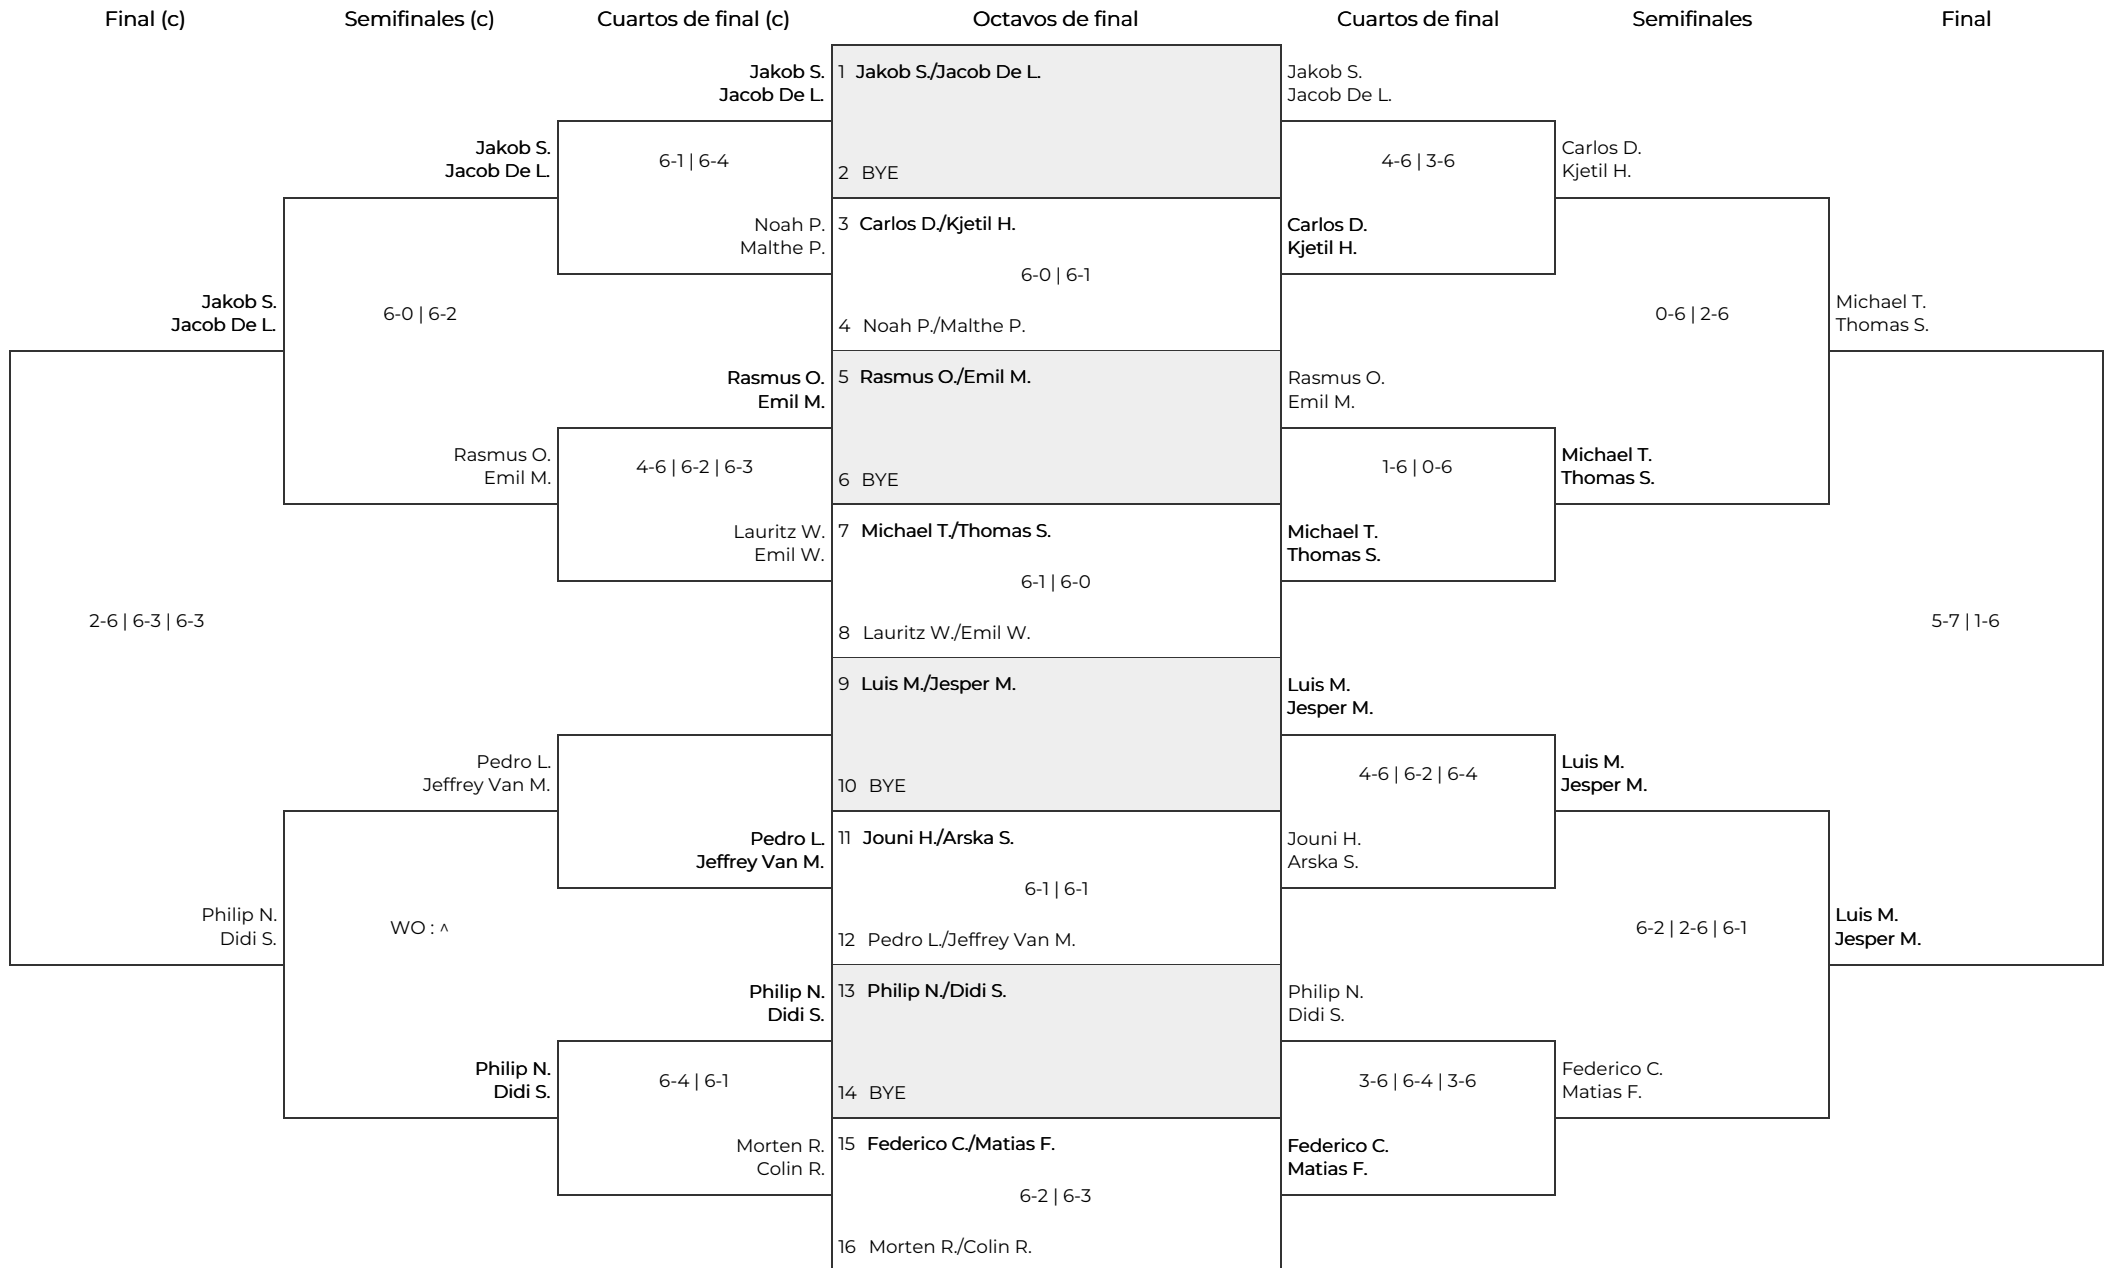 Final (c)
Semifinales (c)
Cuartos de final (c)
Octavos de final
Cuartos de final
Semifinales
Final
Jakob S.
Jacob De L.
2-6 | 6-3 | 6-3
Philip N.
Didi S.
Jakob S.
Jacob De L.
6-0 | 6-2
Rasmus O.
Emil M.
Pedro L.
Jeffrey Van M.
WO : ^
Philip N.
Didi S.
Jakob S.
Jacob De L.
6-1 | 6-4
Noah P.
Malthe P.
Rasmus O.
Emil M.
4-6 | 6-2 | 6-3
Lauritz W.
Emil W.
Pedro L.
Jeffrey Van M.
Philip N.
Didi S.
6-4 | 6-1
Morten R.
Colin R.
1 Jakob S./Jacob De L.
2 BYE
3 Carlos D./Kjetil H.
6-0 | 6-1
4 Noah P./Malthe P.
5 Rasmus O./Emil M.
6 BYE
7 Michael T./Thomas S.
6-1 | 6-0
8 Lauritz W./Emil W.
9 Luis M./Jesper M.
10 BYE
11 Jouni H./Arska S.
6-1 | 6-1
12 Pedro L./Jeffrey Van M.
13 Philip N./Didi S.
14 BYE
15 Federico C./Matias F.
6-2 | 6-3
16 Morten R./Colin R.
Jakob S.
Jacob De L.
4-6 | 3-6
Carlos D.
Kjetil H.
Rasmus O.
Emil M.
1-6 | 0-6
Michael T.
Thomas S.
Luis M.
Jesper M.
4-6 | 6-2 | 6-4
Jouni H.
Arska S.
Philip N.
Didi S.
3-6 | 6-4 | 3-6
Federico C.
Matias F.
Carlos D.
Kjetil H.
0-6 | 2-6
Michael T.
Thomas S.
Luis M.
Jesper M.
6-2 | 2-6 | 6-1
Federico C.
Matias F.
Michael T.
Thomas S.
5-7 | 1-6
Luis M.
Jesper M.